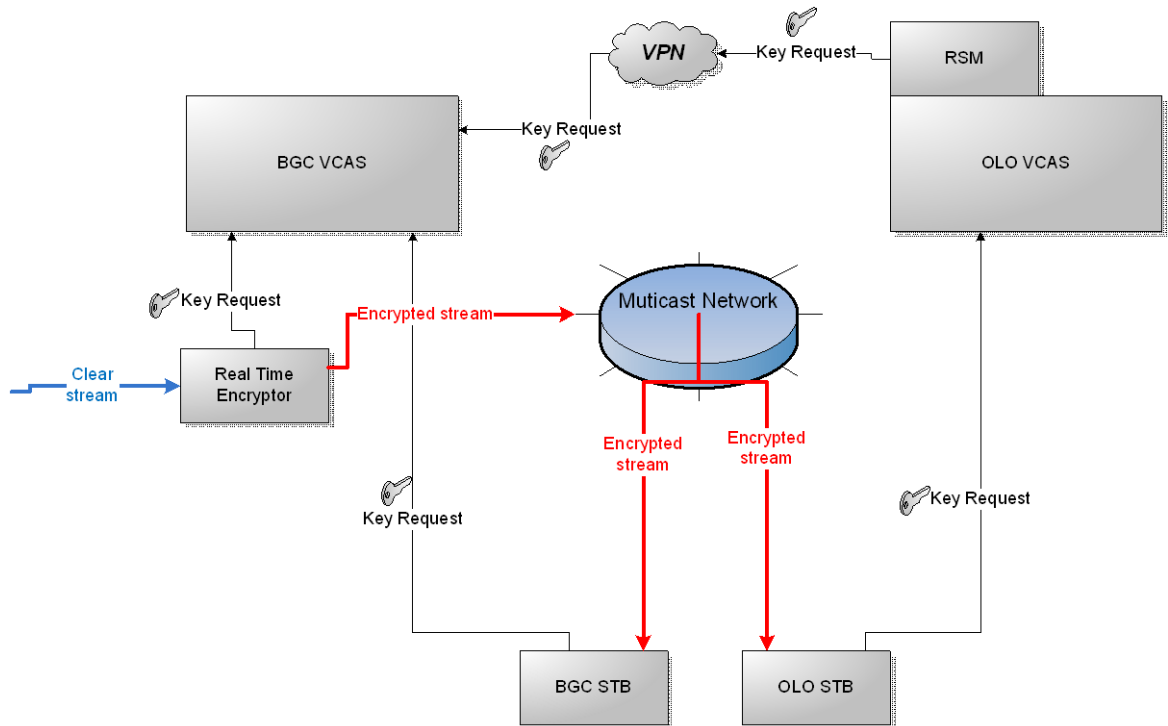 VPN
Key Request
RSM
Key Request
BGC VCAS
OLO VCAS
Key Request
Muticast Network
Encrypted stream
Clear
stream
Real Time
Encryptor
Encrypted
stream
Encrypted
stream
Key Request
Key Request
BGC STB
OLO STB